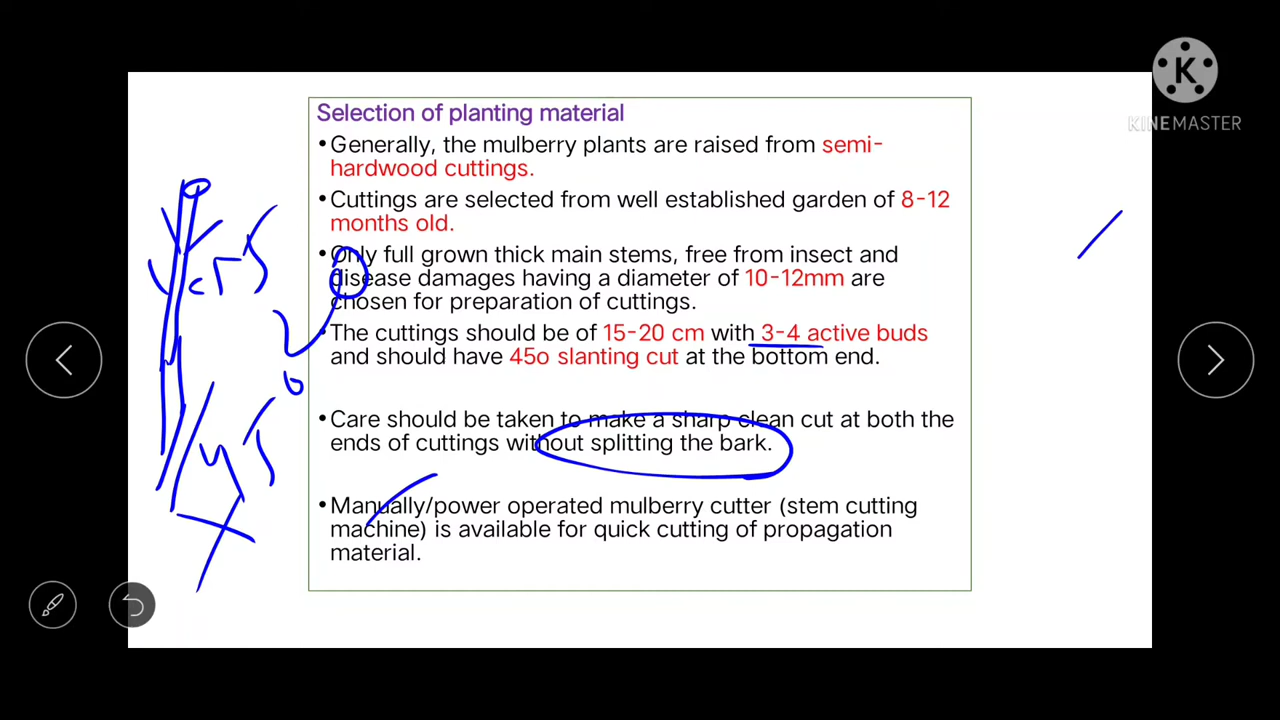 KINEMASTER
Selection of planting material
•Generally, the mulberry plants are raised from semi-
hardwood cuttings.
•Cuttings are selected from well established garden of 8-12
months old.
•Only full grown thick main stems, free from insect and
disease damages having a diameter of 10-12mm are
chosen for preparation of cuttings.
•The cuttings should be of 15-20 cm with 3-4 active buds
and should have 45o slanting cut at the bottom end.
•Care should be taken to make a sharp clean cut at both the
ends of cuttings without splitting the bark.
•Manually/power operated mulberry cutter (stem cutting
machine) is available for quick cutting of propagation
material.